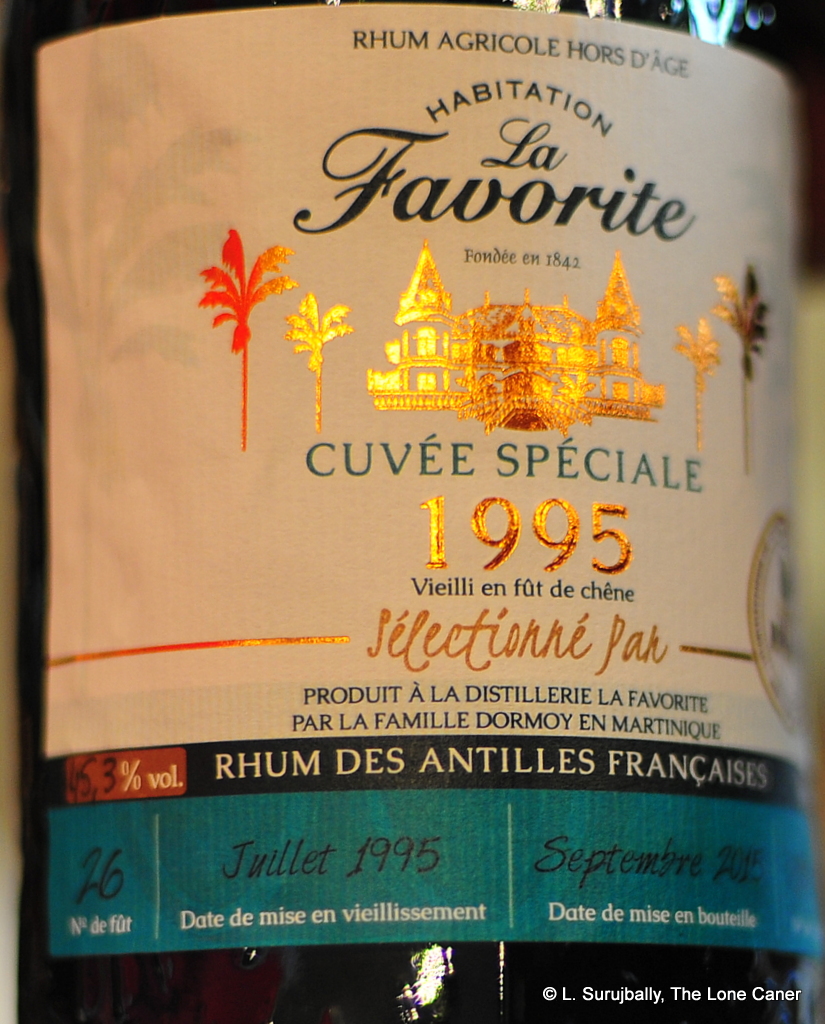 RHUM AGRICOLE HORS D'ÂGE
HABITATION
La
Favorite
Fondée en 1842
CUVÉE SPÉCIALE
1995
Vieilli en fût de chêne
Sélectionné Par
PRODUIT À LA DISTILLERIE LA FAVORITE
PAR LA FAMILLE DORMOY EN MARTINIQUE
45,3% vol.
RHUM DES ANTILLES FRANÇAISES
26
Juillet 1995
Septembre 2015
Nº de fût
Date de mise en vieillissement
Date de mise en bouteille
© L. Surujbally, The Lone Caner